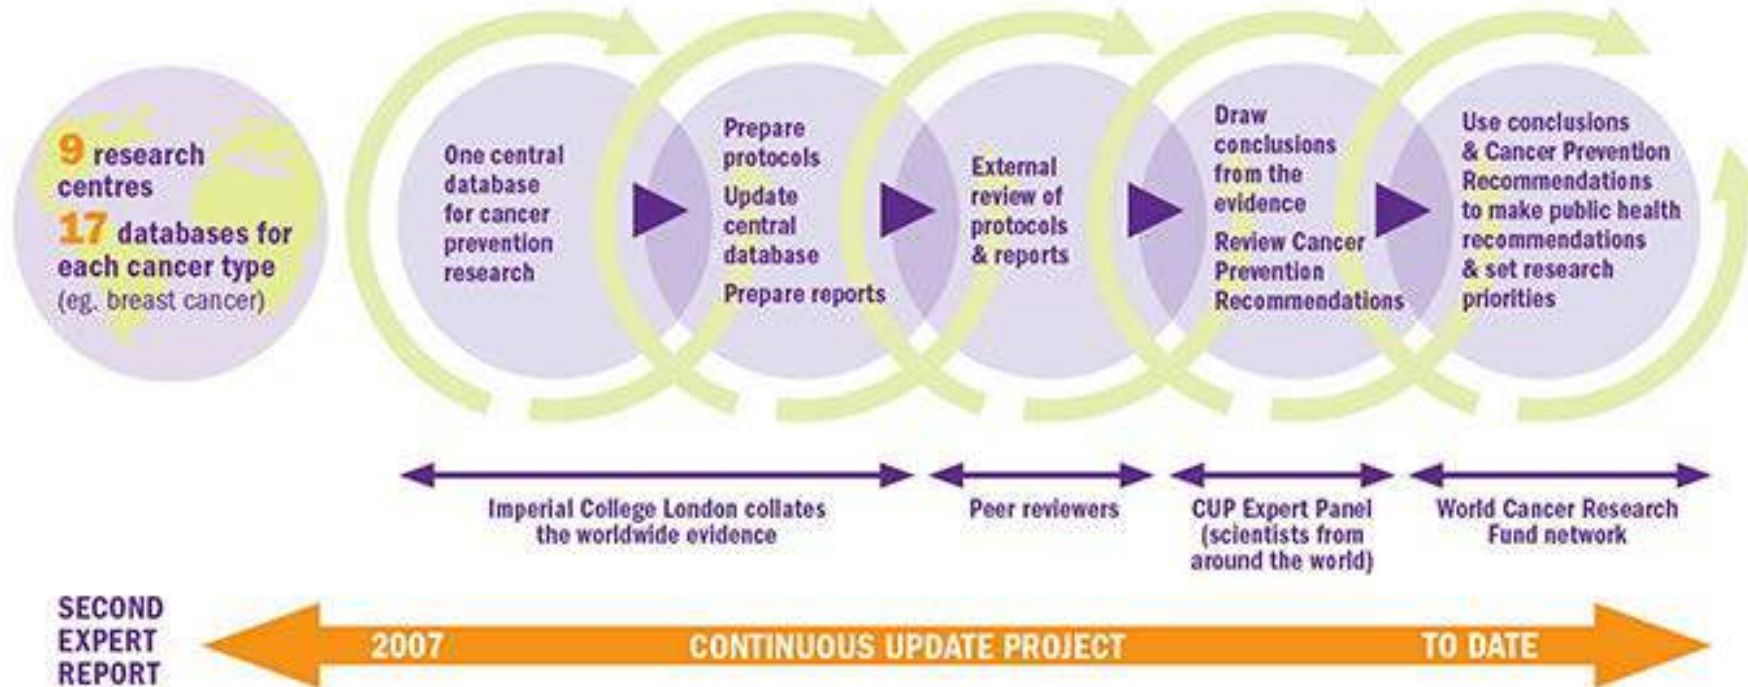 9 research
centres
17 databases for
each cancer type
(eg. breast cancer)
One central
database
for cancer
prevention
research
Prepare
protocols
Update
central
database
Prepare reports
External
review of
protocols
& reports
Draw
conclusions
from the
evidence
Review Cancer
Prevention
Recommendations
Use conclusions
& Cancer Prevention
Recommendations
to make public health
recommendations
& set research
priorities
Imperial College London collates
the worldwide evidence
Peer reviewers
CUP Expert Panel
(scientists from
around the world)
World Cancer Research
Fund network
SECOND
EXPERT
REPORT
2007 CONTINUOUS UPDATE PROJECT TO DATE